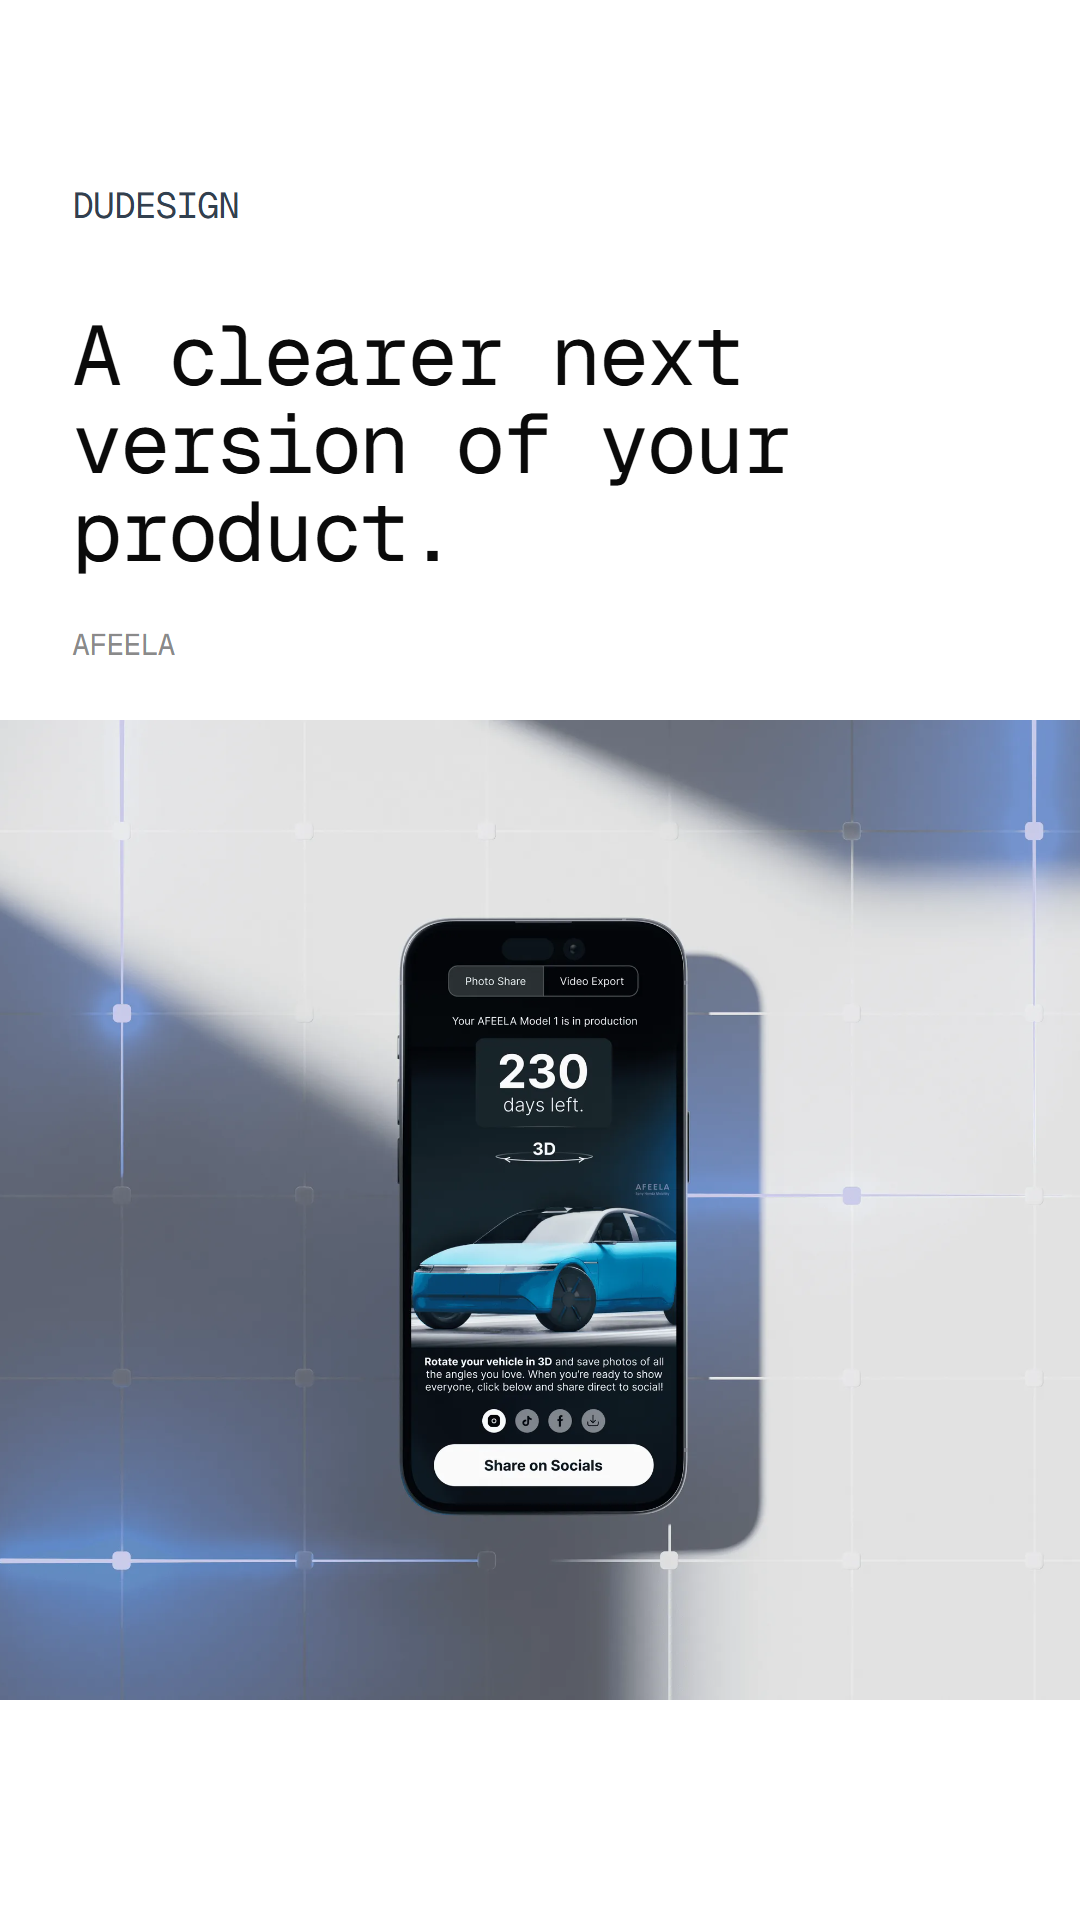 DUDESIGN
A clearer next
version of your
product.
AFEELA
Photo Share
Video Export
Your AFEELA Model 1 is in production
230
days left.
3D
AFEELA
Rotate your vehicle in 3D and save photos of all
the angles you love. When you're ready to show
everyone, click below and share direct to social!
Share on Socials